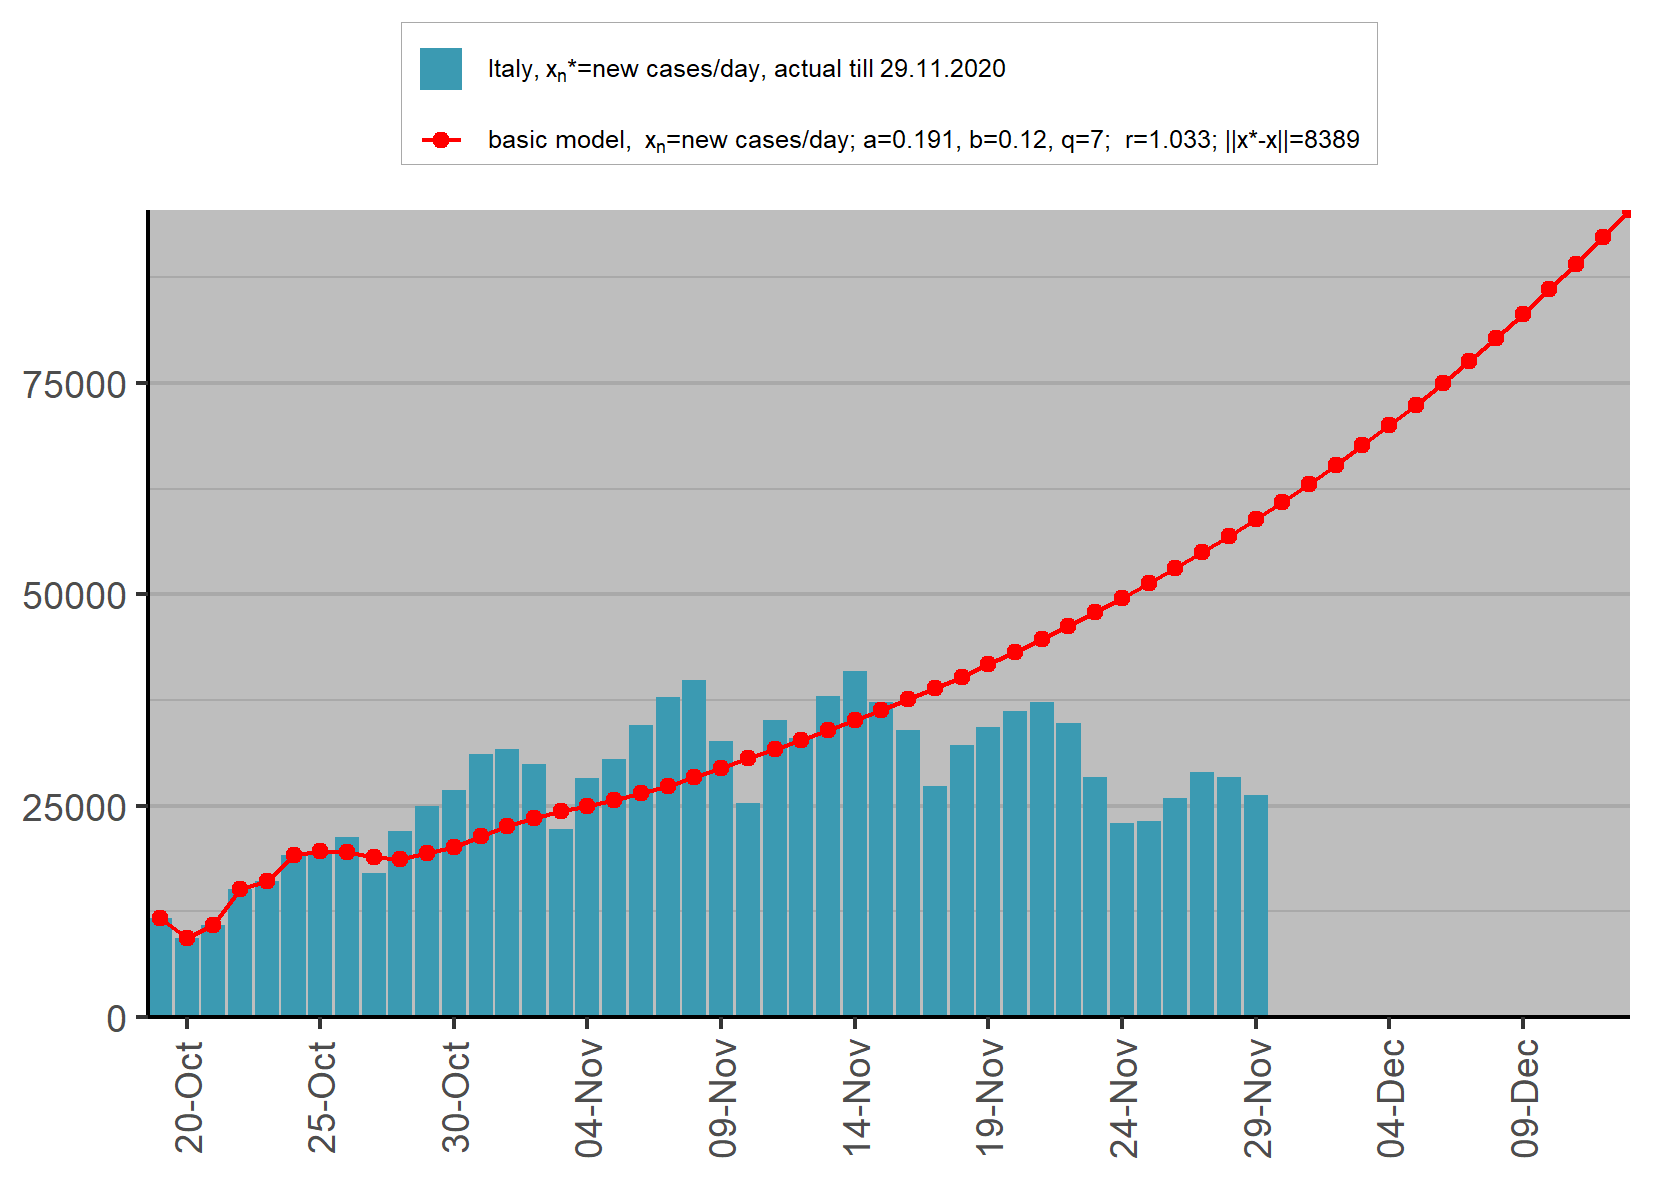 Italy, xn*=new cases/day, actual till 29.11.2020
basic model,  xn=new cases/day; a=0.191, b=0.12, q=7;  r=1.033; ||x*-x||=8389
75000
50000
25000
0
20-Oct
25-Oct
30-Oct
04-Nov
09-Nov
14-Nov
19-Nov
24-Nov
29-Nov
04-Dec
09-Dec